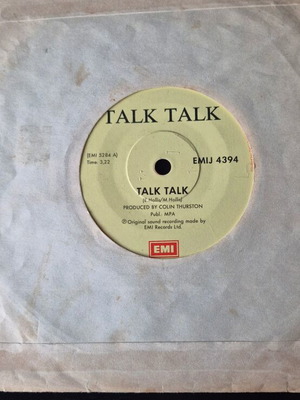 TALK TALK
(EMI 5284 A)
Time: 3,22
EMIJ 4394
TALK TALK
(E. Hollis/M. Hollis)
PRODUCED BY COLIN THURSTON
Publ. MPA
℗ Original sound recording made by
EMI Records Ltd.
EMI